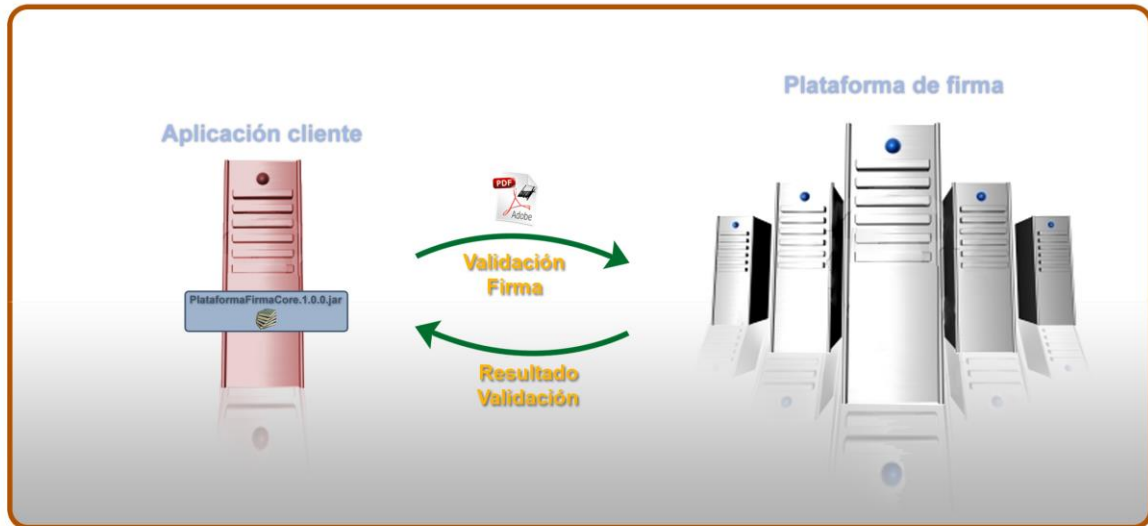 Plataforma de firma
Aplicación cliente
PDF
Adobe
Validación
Firma
PlataformaFirmaCore.1.0.0.jar
Resultado
Validación